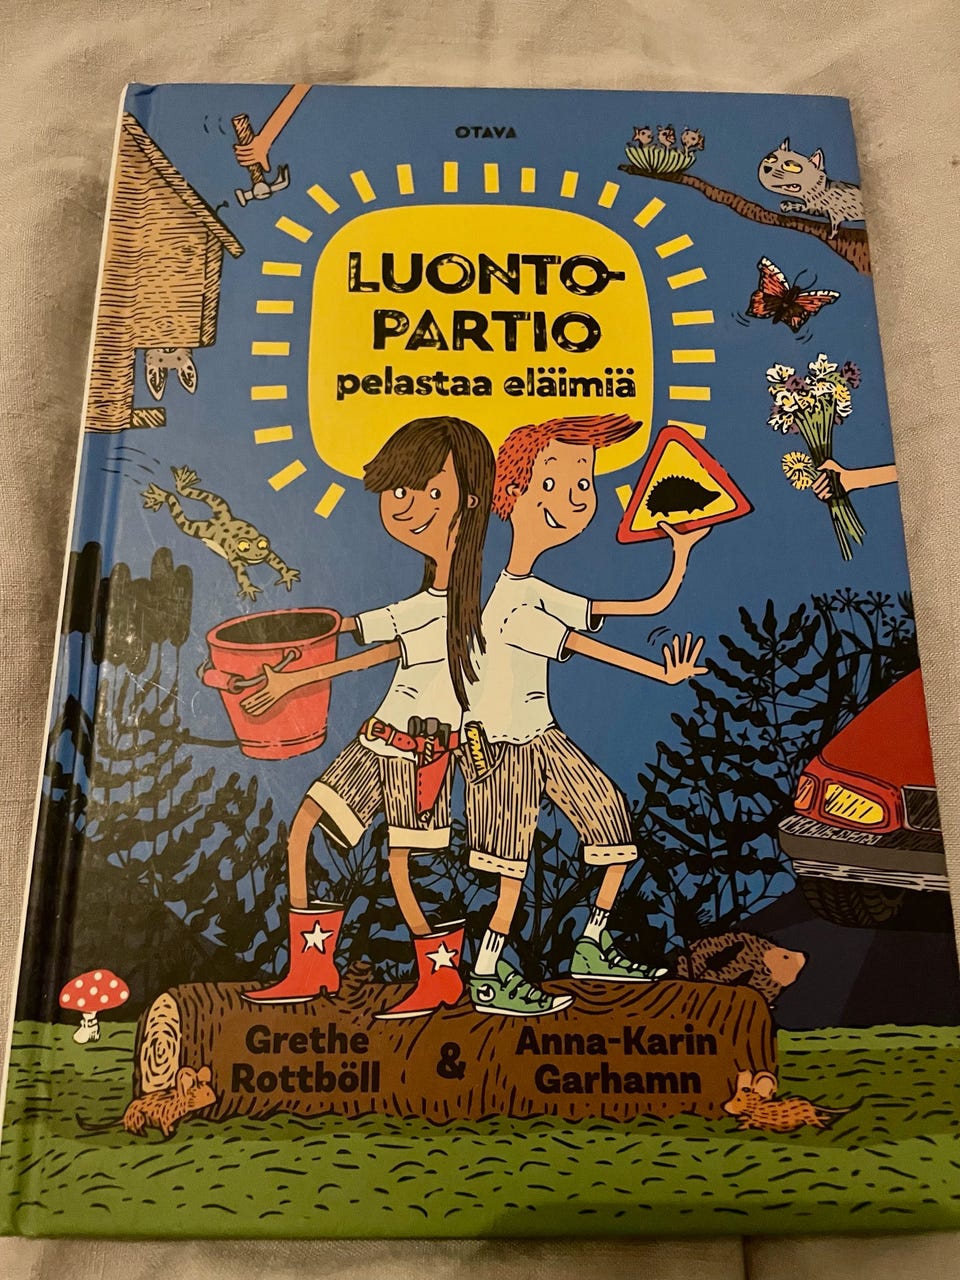 OTAVA
LUONTO-
PARTIO
pelastaa eläimiä
Grethe
Rottböll
&
Anna-Karin
Garhamn